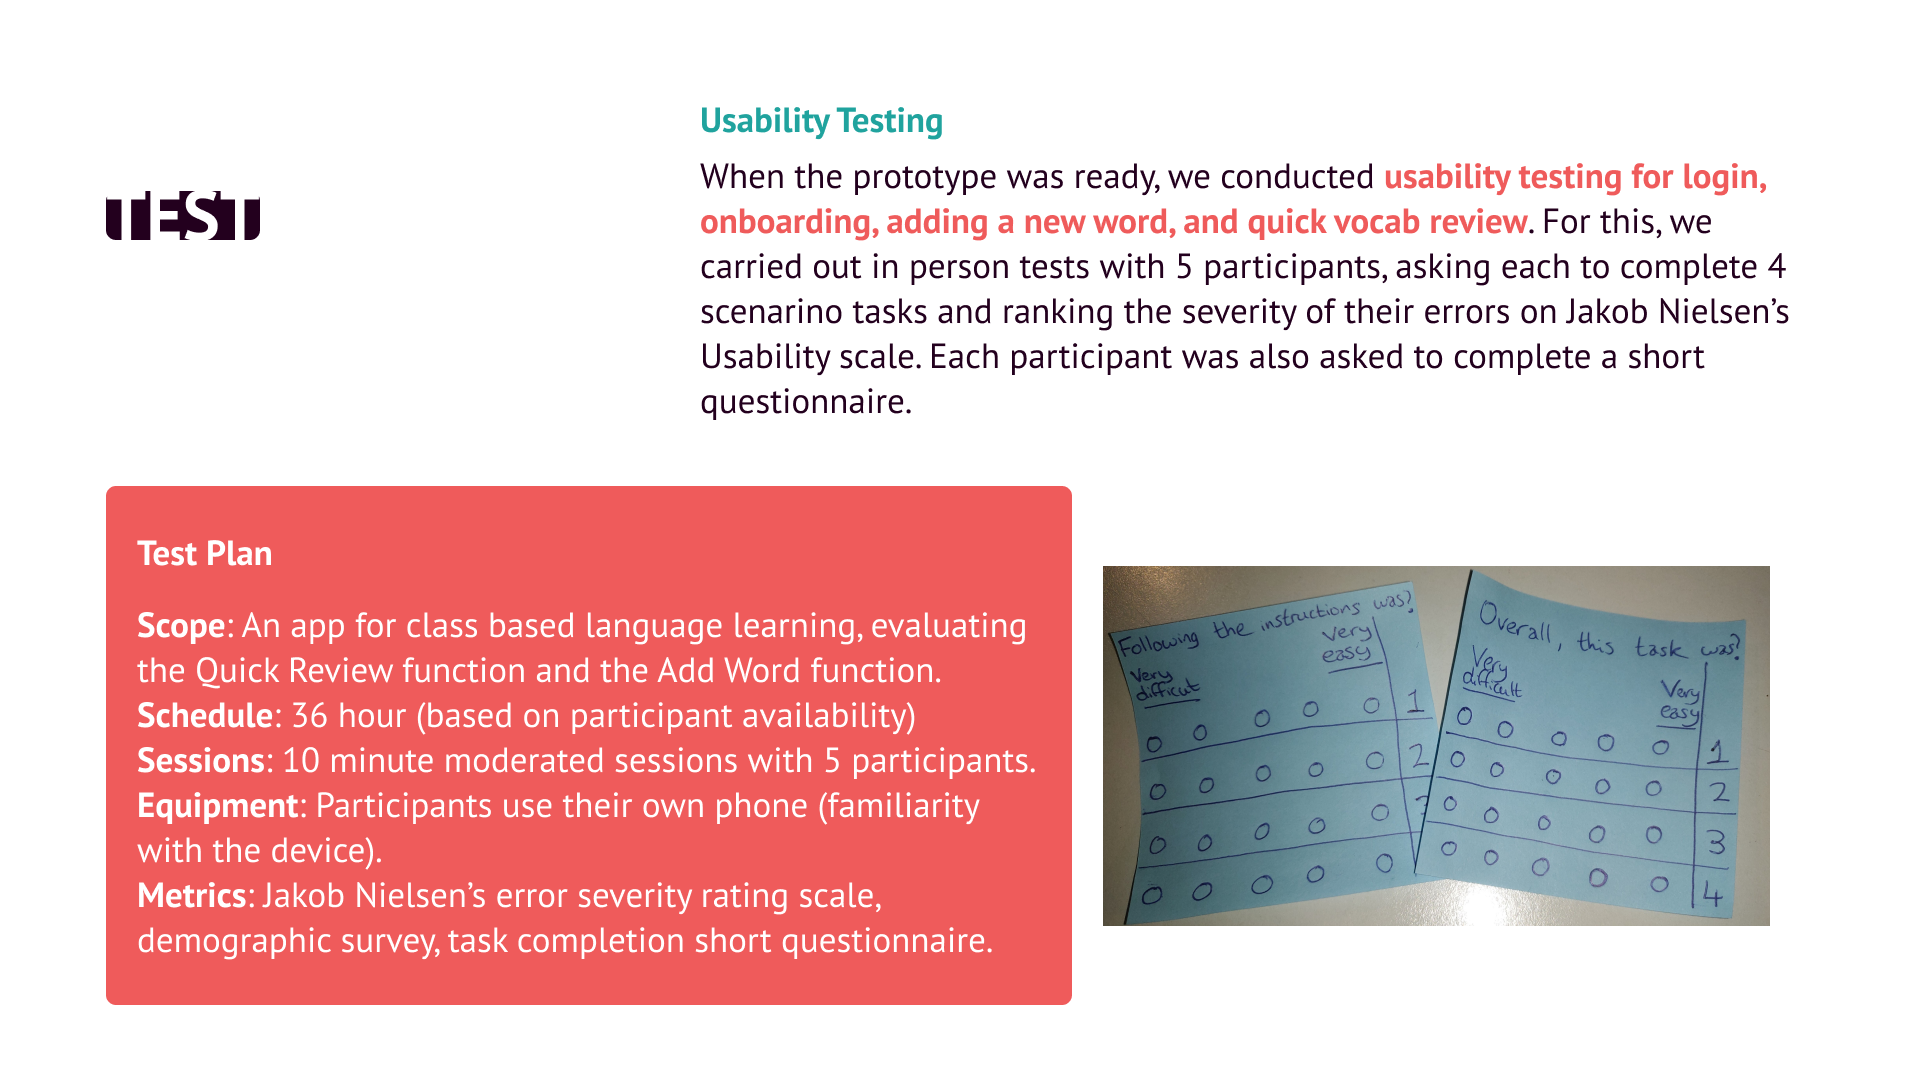 TEST
Usability Testing
When the prototype was ready, we conducted usability testing for login,
onboarding, adding a new word, and quick vocab review. For this, we
carried out in person tests with 5 participants, asking each to complete 4
scenarino tasks and ranking the severity of their errors on Jakob Nielsen’s
Usability scale. Each participant was also asked to complete a short
questionnaire.
Test Plan
Scope: An app for class based language learning, evaluating
the Quick Review function and the Add Word function.
Schedule: 36 hour (based on participant availability)
Sessions: 10 minute moderated sessions with 5 participants.
Equipment: Participants use their own phone (familiarity
with the device).
Metrics: Jakob Nielsen’s error severity rating scale,
demographic survey, task completion short questionnaire.
Following the instructions was?
Very
difficult
Very
easy
1
2
3
Overall, this task was?
Very
difficult
Very
easy
1
2
3
4